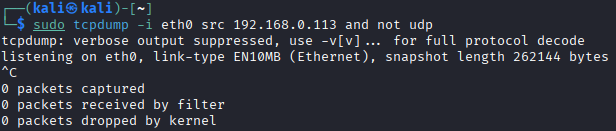 ┌──(kali㉿kali)-[~]
└─$ sudo tcpdump -i eth0 src 192.168.0.113 and not udp
tcpdump: verbose output suppressed, use -v[v]... for full protocol decode
listening on eth0, link-type EN10MB (Ethernet), snapshot length 262144 bytes
^C
0 packets captured
0 packets received by filter
0 packets dropped by kernel